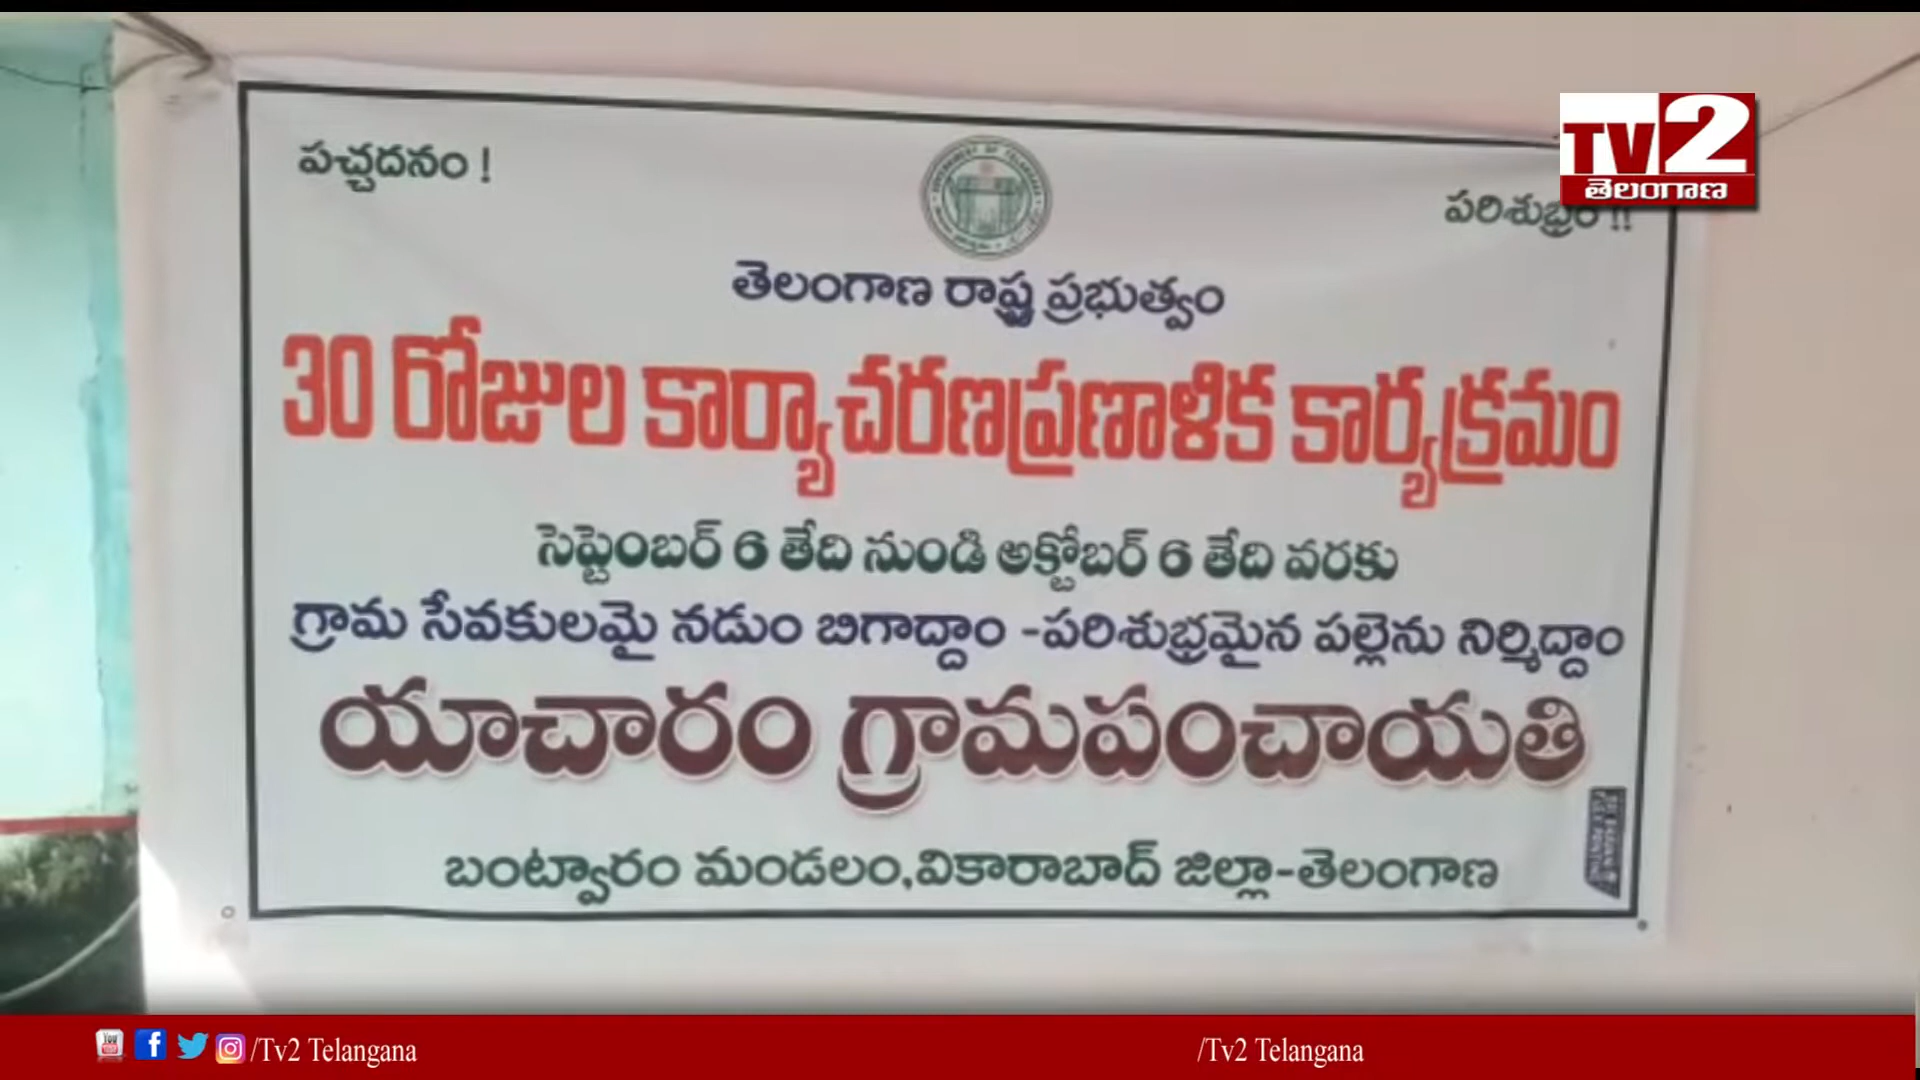 TV2
తెలంగాణ
పచ్చదనం !
పరిశుభ్రం !!
తెలంగాణ రాష్ట్ర ప్రభుత్వం
30 రోజుల కార్యాచరణప్రణాళిక కార్యక్రమం
సెప్టెంబర్ 6 తేది నుండి అక్టోబర్ 6 తేది వరకు
గ్రామ సేవకులమై నడుం బిగాద్దాం -పరిశుభ్రమైన పల్లెను నిర్మిద్దాం
యాచారం గ్రామపంచాయతి
బంట్వారం మండలం,వికారాబాద్ జిల్లా-తెలంగాణ
/Tv2 Telangana
/Tv2 Telangana